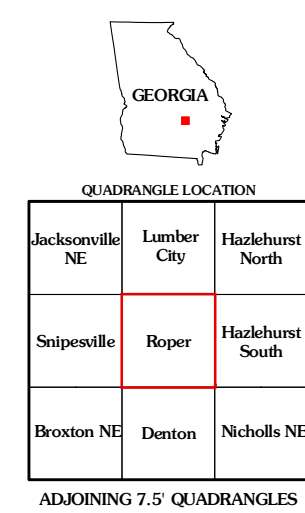 GEORGIA
QUADRANGLE LOCATION
Jacksonville
NE
Lumber
City
Hazlehurst
North
Snipesville
Roper
Hazlehurst
South
Broxton NE
Denton
Nicholls NE
ADJOINING 7.5' QUADRANGLES